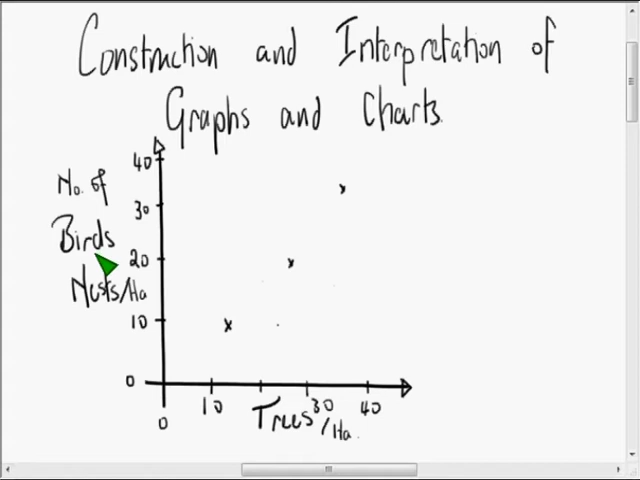 Construction and Interpretation of
Graphs and Charts.
40
No. of
30
Birds
20
Nests/Ha
10
0
0
10
Trees
/Ha.
30
40